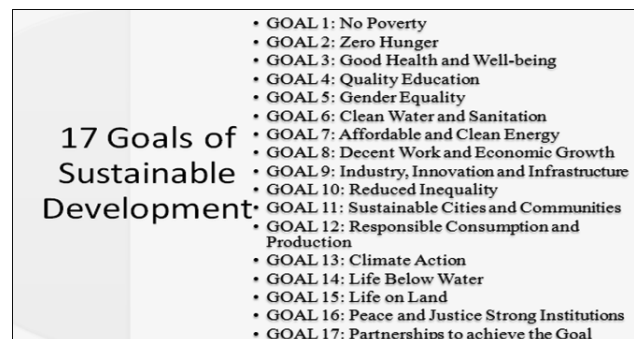 17 Goals of
Sustainable
Development
• GOAL 1: No Poverty
• GOAL 2: Zero Hunger
• GOAL 3: Good Health and Well-being
• GOAL 4: Quality Education
• GOAL 5: Gender Equality
• GOAL 6: Clean Water and Sanitation
• GOAL 7: Affordable and Clean Energy
• GOAL 8: Decent Work and Economic Growth
• GOAL 9: Industry, Innovation and Infrastructure
• GOAL 10: Reduced Inequality
• GOAL 11: Sustainable Cities and Communities
• GOAL 12: Responsible Consumption and
Production
• GOAL 13: Climate Action
• GOAL 14: Life Below Water
• GOAL 15: Life on Land
• GOAL 16: Peace and Justice Strong Institutions
• GOAL 17: Partnerships to achieve the Goal